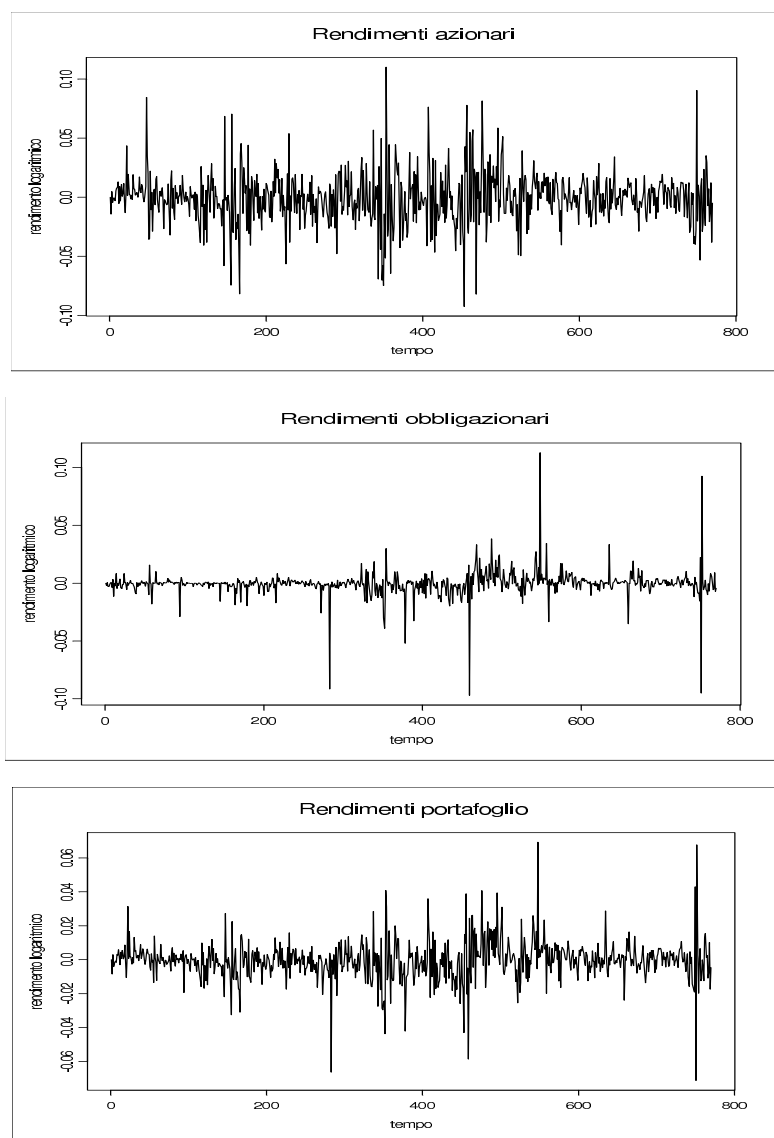 Rendimenti azionari
rendimento logaritmico
0.10
0.05
0.0
-0.05
-0.10
0 200 400 600 800
tempo
Rendimenti obbligazionari
rendimento logaritmico
0.10
0.05
0.0
-0.05
-0.10
0 200 400 600 800
tempo
Rendimenti portafoglio
rendimento logaritmico
0.06
0.04
0.02
0.0
-0.02
-0.04
-0.06
0 200 400 600 800
tempo